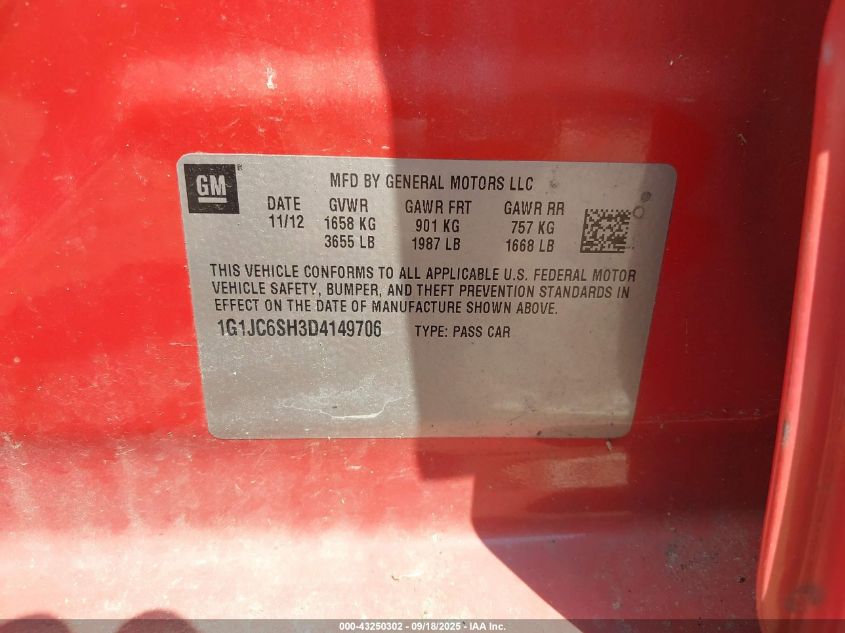 GM ®
MFD BY GENERAL MOTORS LLC
DATE GVWR GAWR FRT GAWR RR
11/12 1658 KG 901 KG 757 KG
3655 LB 1987 LB 1668 LB
THIS VEHICLE CONFORMS TO ALL APPLICABLE U.S. FEDERAL MOTOR
VEHICLE SAFETY, BUMPER, AND THEFT PREVENTION STANDARDS IN
EFFECT ON THE DATE OF MANUFACTURE SHOWN ABOVE.
1G1JC6SH3D4149706 TYPE: PASS CAR
000-43250302 - 09/18/2025 - IAA Inc.